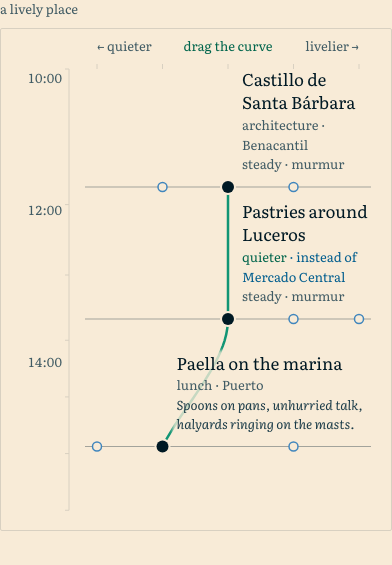 a lively place
← quieter drag the curve livelier →
10:00
Castillo de
Santa Bárbara
architecture ·
Benacantil
steady · murmur
12:00
Pastries around
Luceros
quieter · instead of
Mercado Central
steady · murmur
14:00
Paella on the marina
lunch · Puerto
Spoons on pans, unhurried talk,
halyards ringing on the masts.